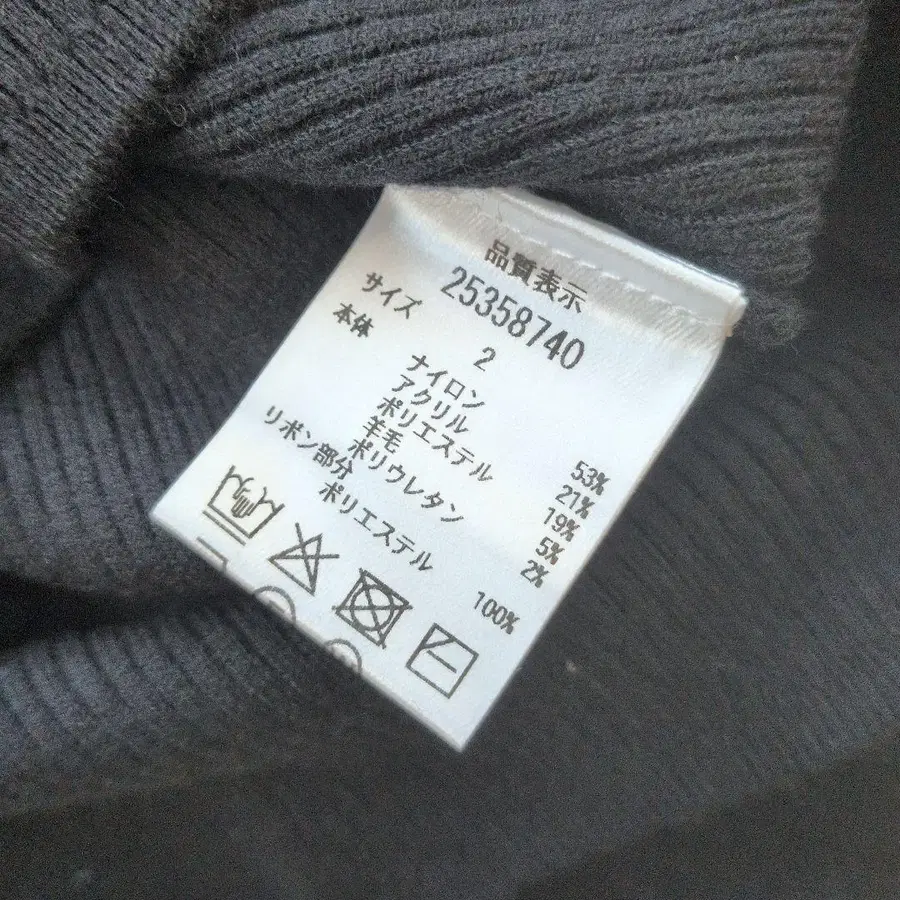 品質表示
25358740
サイズ 2
本体
ナイロン 53%
アクリル 21%
ポリエステル 19%
羊毛 5%
ポリウレタン 2%
リボン部分
ポリエステル 100%